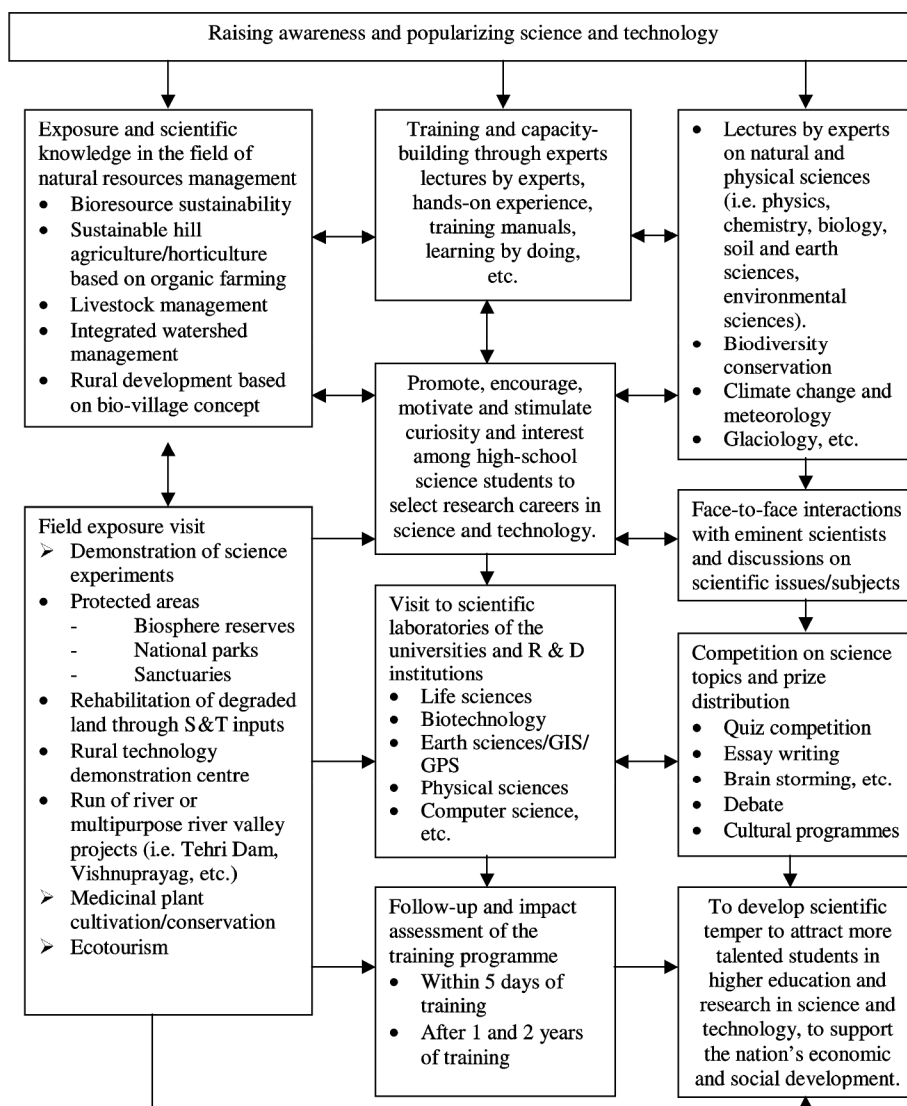 Raising awareness and popularizing science and technology
Exposure and scientific
knowledge in the field of
natural resources management
• Bioresource sustainability
• Sustainable hill
agriculture/horticulture
based on organic farming
• Livestock management
• Integrated watershed
management
• Rural development based
on bio-village concept
Training and capacity-
building through experts
lectures by experts,
hands-on experience,
training manuals,
learning by doing,
etc.
• Lectures by experts
on natural and
physical sciences
(i.e. physics,
chemistry, biology,
soil and earth
sciences,
environmental
sciences).
• Biodiversity
conservation
• Climate change and
meteorology
• Glaciology, etc.
Promote, encourage,
motivate and stimulate
curiosity and interest
among high-school
science students to
select research careers in
science and technology.
Field exposure visit
➢ Demonstration of science
experiments
• Protected areas
- Biosphere reserves
- National parks
- Sanctuaries
• Rehabilitation of degraded
land through S&T inputs
• Rural technology
demonstration centre
• Run of river or
multipurpose river valley
projects (i.e. Tehri Dam,
Vishnuprayag, etc.)
➢ Medicinal plant
cultivation/conservation
➢ Ecotourism
Face-to-face interactions
with eminent scientists
and discussions on
scientific issues/subjects
Visit to scientific
laboratories of the
universities and R & D
institutions
• Life sciences
• Biotechnology
• Earth sciences/GIS/
GPS
• Physical sciences
• Computer science,
etc.
Competition on science
topics and prize
distribution
• Quiz competition
• Essay writing
• Brain storming, etc.
• Debate
• Cultural programmes
Follow-up and impact
assessment of the
training programme
• Within 5 days of
training
• After 1 and 2 years
of training
To develop scientific
temper to attract more
talented students in
higher education and
research in science and
technology, to support
the nation's economic
and social development.